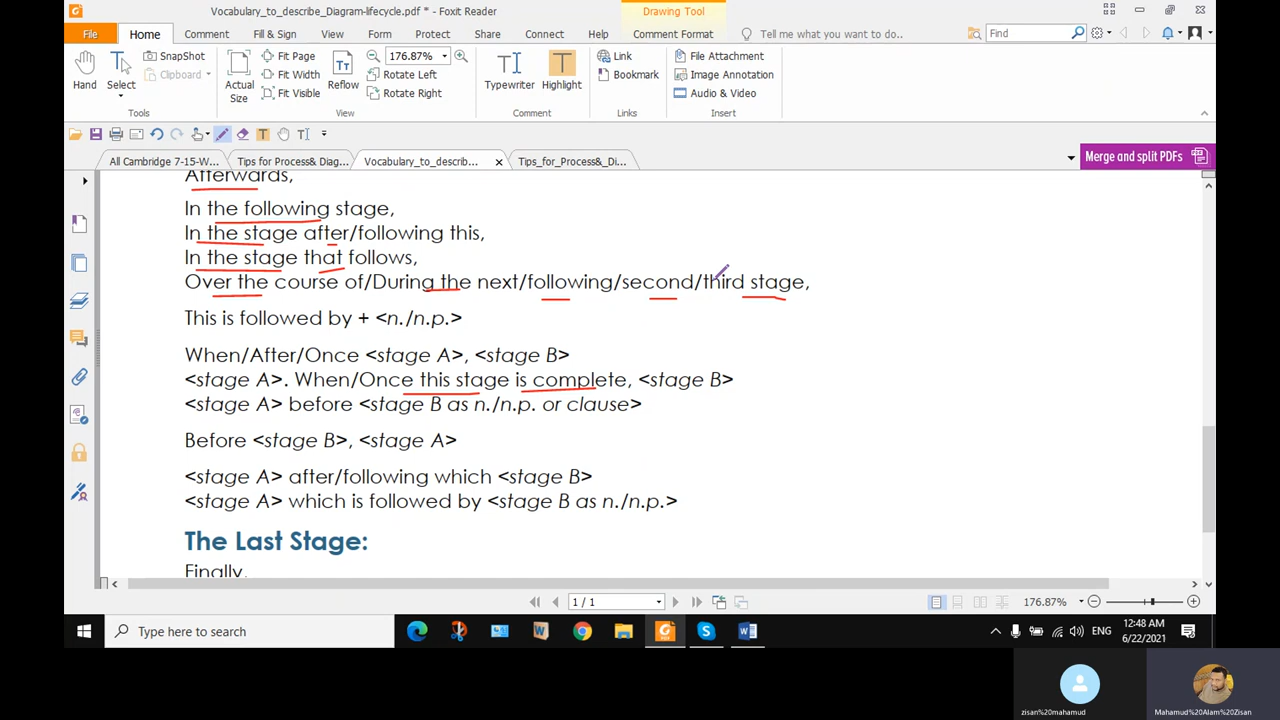 Vocabulary_to_describe_Diagram-lifecycle.pdf * - Foxit Reader
Drawing Tool
File Home Comment Fill & Sign View Form Protect Share Connect Help Comment Format Tell me what you want to do.. Find
SnapShot
Clipboard
Hand Select
Tools
Actual Size
Fit Page
Fit Width
Fit Visible
Reflow
176.87%
Rotate Left
Rotate Right
View
Typewriter Highlight
Comment
Link
Bookmark
Links
File Attachment
Image Annotation
Audio & Video
Insert
All Cambridge 7-15-W... Tips for Process& Diag... Vocabulary_to_describ... Tips_for_Process&_Di... Merge and split PDFs
Afterwards,
In the following stage,
In the stage after/following this,
In the stage that follows,
Over the course of/During the next/following/second/third stage,
This is followed by + <n./n.p.>
When/After/Once <stage A>, <stage B>
<stage A>. When/Once this stage is complete, <stage B>
<stage A> before <stage B as n./n.p. or clause>
Before <stage B>, <stage A>
<stage A> after/following which <stage B>
<stage A> which is followed by <stage B as n./n.p.>
The Last Stage:
Finally,
1 / 1 176.87%
Type here to search ENG 12:48 AM
6/22/2021
zisan%20mahamud Mahamud%20Alam%20Zisan